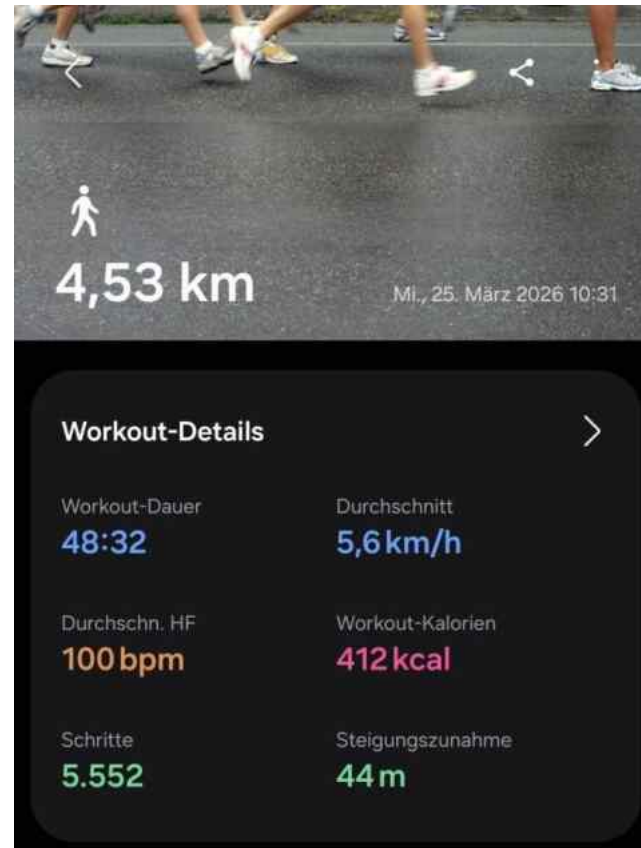 4,53 km
Mi., 25. März 2026 10:31
Workout-Details
Workout-Dauer
Durchschnitt
48:32
5,6 km/h
Durchschn. HF
Workout-Kalorien
100 bpm
412 kcal
Schritte
Steigungszunahme
5.552
44 m